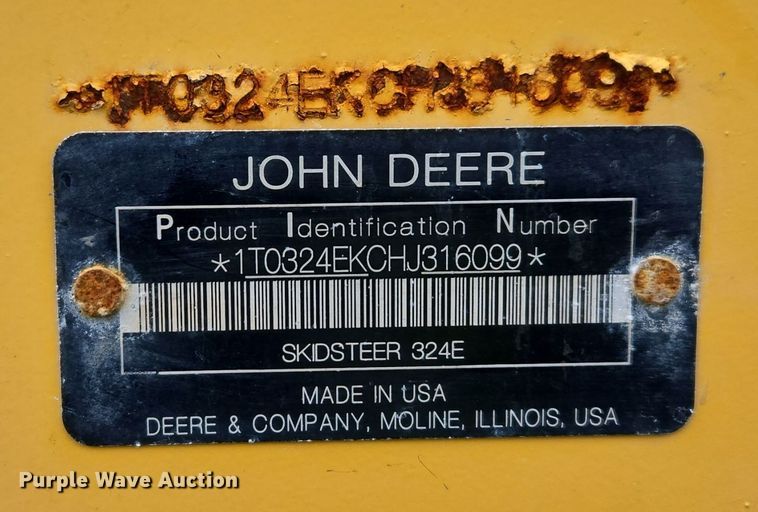 JOHN DEERE
Product Identification Number
*1T0324EKCHJ316099*
SKIDSTEER 324E
MADE IN USA
DEERE & COMPANY, MOLINE, ILLINOIS, USA
Purple Wave Auction